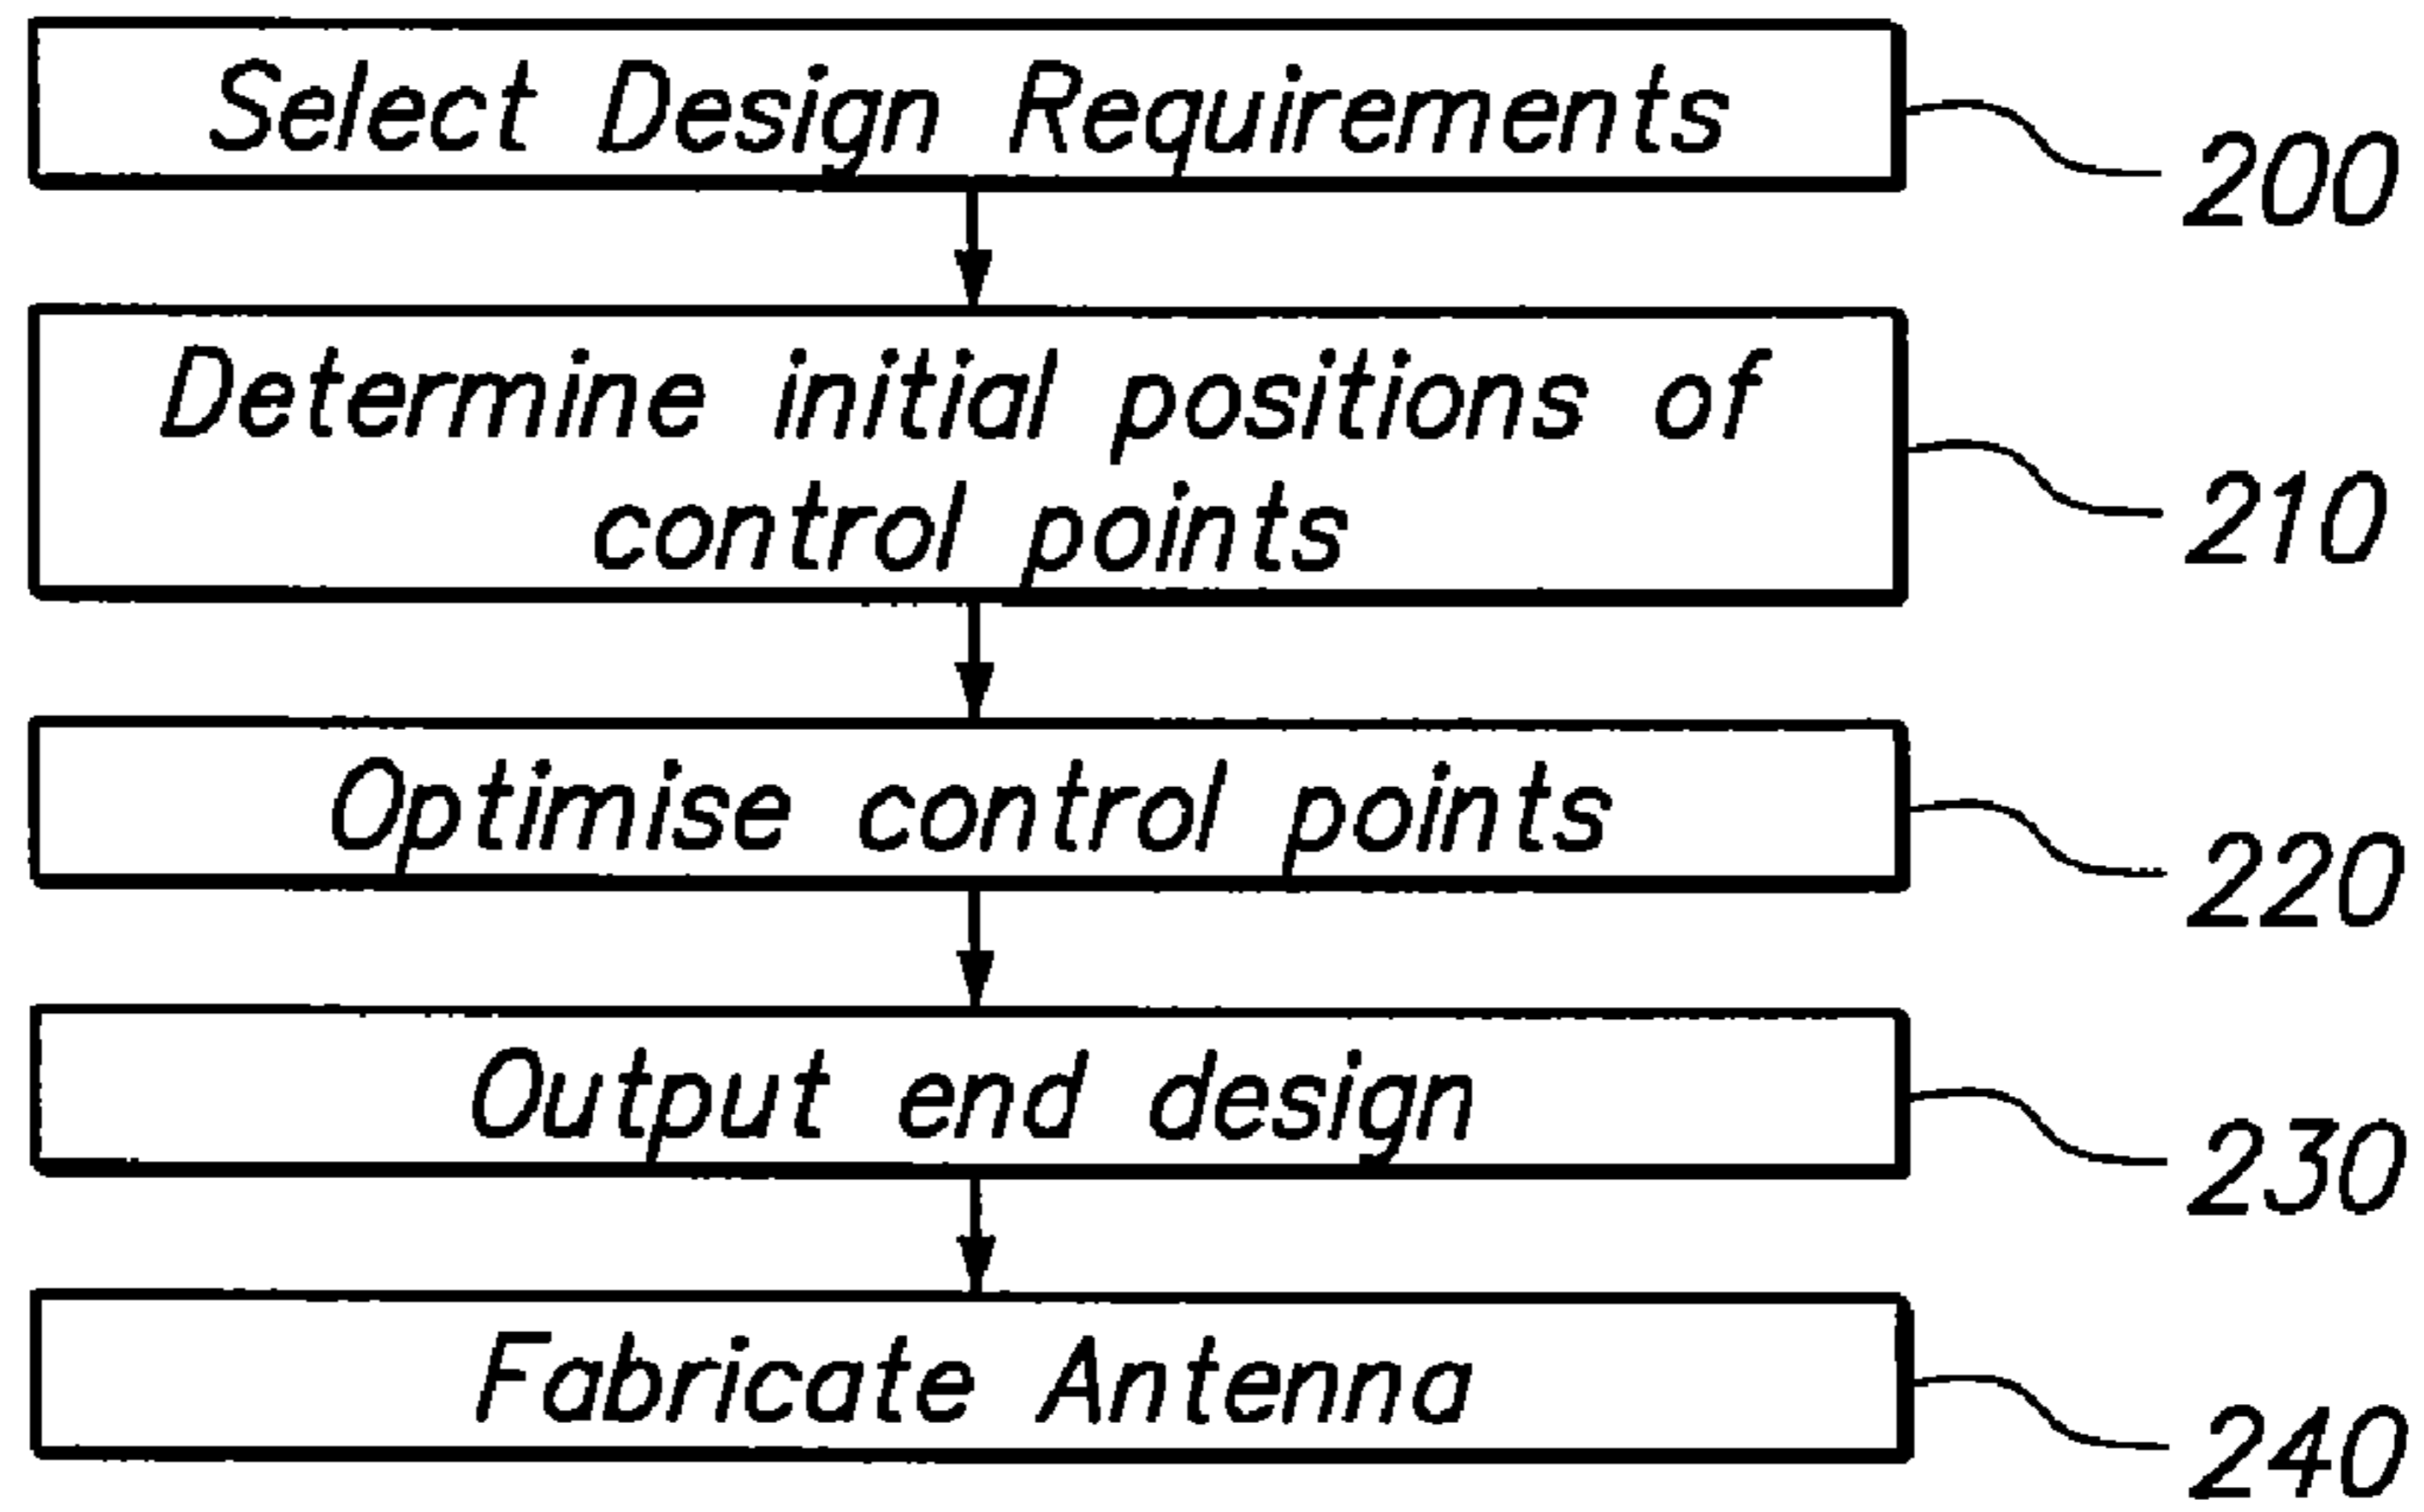 Select Design Requirements
200
Determine initial positions of
control points
210
Optimise control points
220
Output end design
230
Fabricate Antenna
240